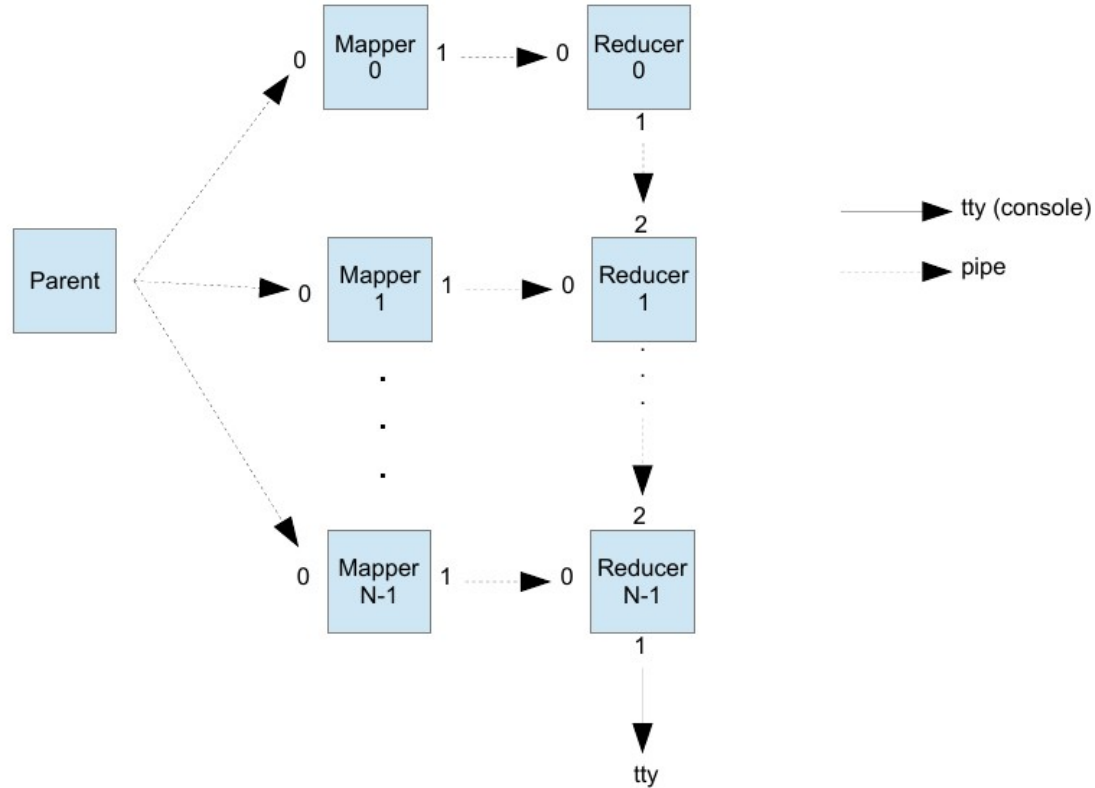 0
Mapper
0
1
0
Reducer
0
1
tty (console)
pipe
2
Parent
0
Mapper
1
1
0
Reducer
1
2
0
Mapper
N-1
1
0
Reducer
N-1
1
tty